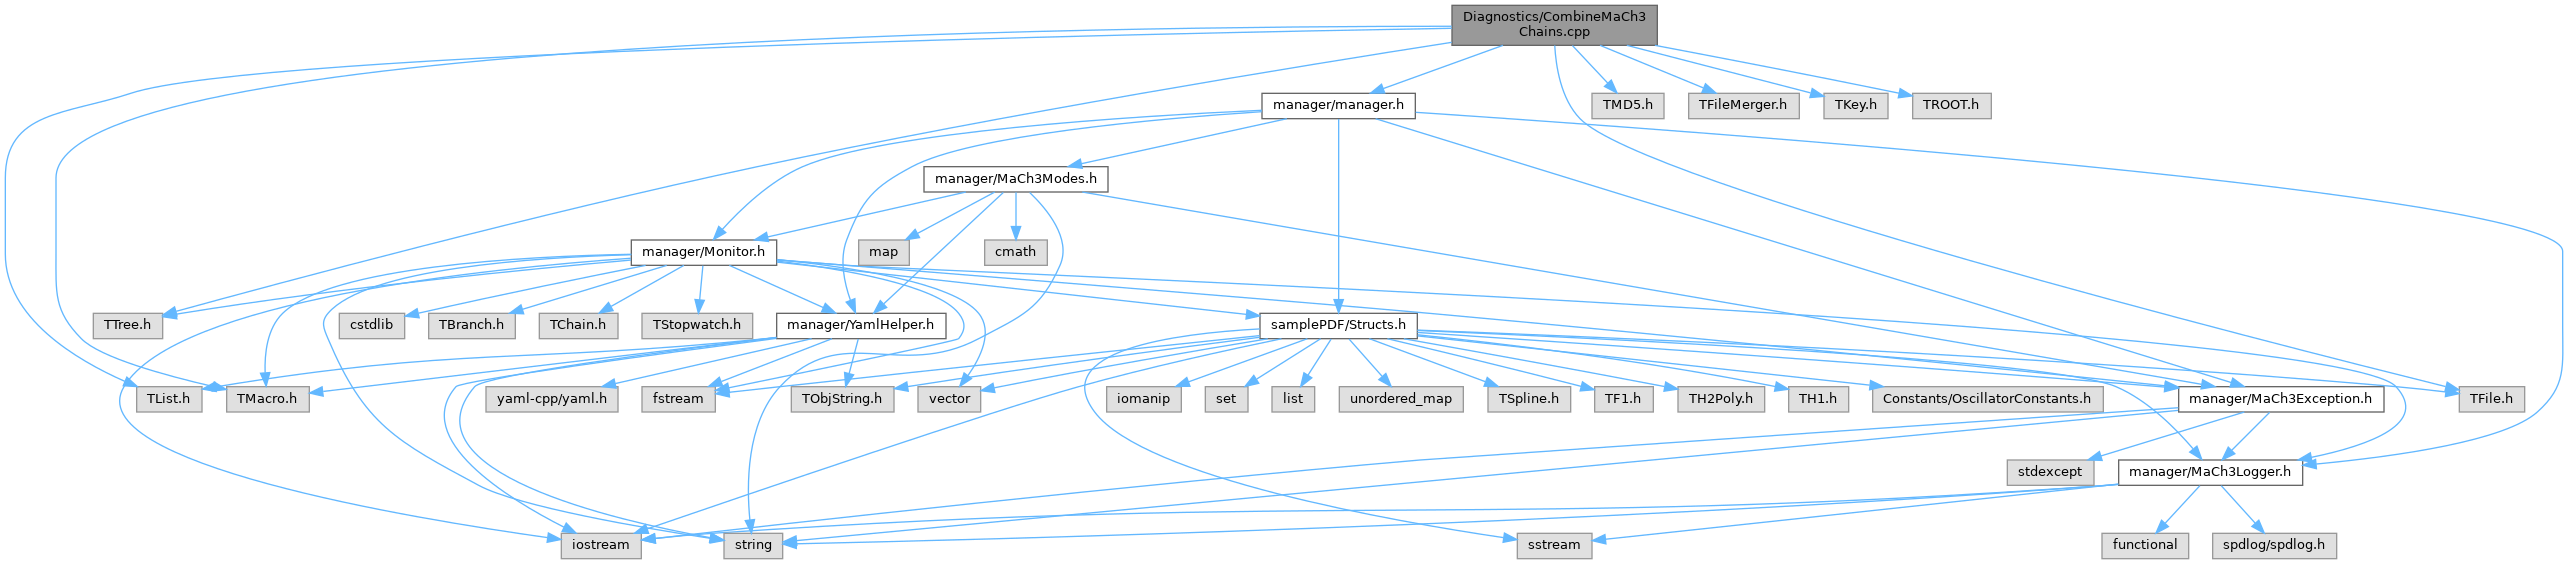 Diagnostics/CombineMaCh3
Chains.cpp
manager/manager.h
TMD5.h
TFileMerger.h
TKey.h
TROOT.h
manager/MaCh3Modes.h
manager/Monitor.h
map
cmath
TTree.h
cstdlib
TBranch.h
TChain.h
TStopwatch.h
manager/YamlHelper.h
samplePDF/Structs.h
TList.h
TMacro.h
yaml-cpp/yaml.h
fstream
TObjString.h
vector
iomanip
set
list
unordered_map
TSpline.h
TF1.h
TH2Poly.h
TH1.h
Constants/OscillatorConstants.h
manager/MaCh3Exception.h
TFile.h
stdexcept
manager/MaCh3Logger.h
iostream
string
sstream
functional
spdlog/spdlog.h